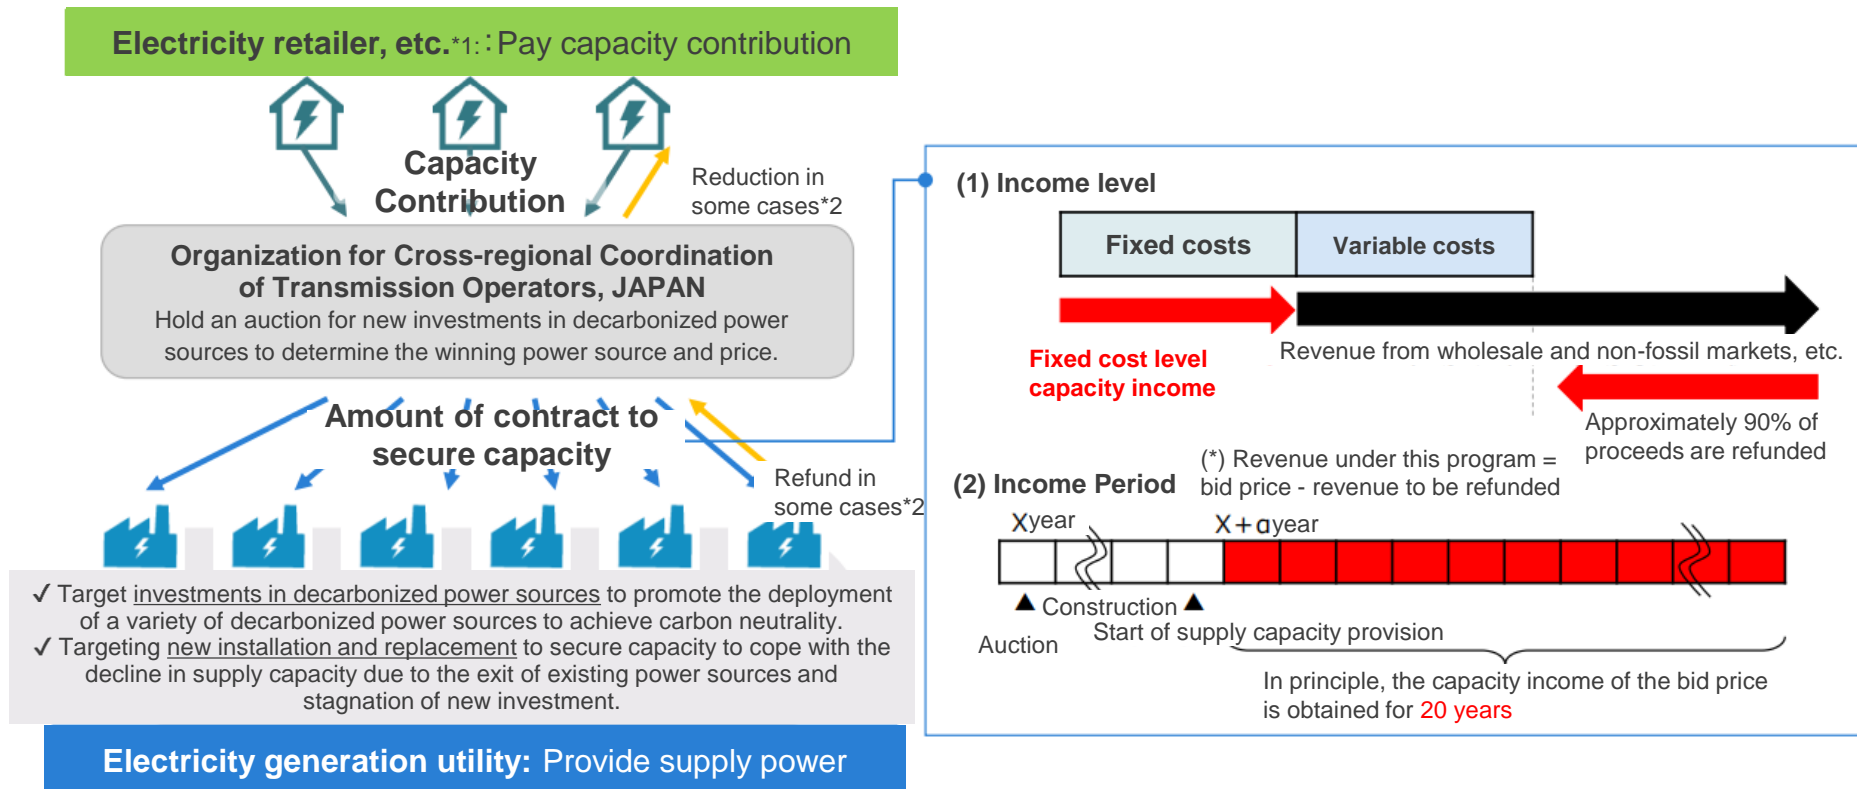 Electricity retailer, etc.*1:：Pay capacity contribution
Capacity
Contribution
Reduction in
some cases*2
Organization for Cross-regional Coordination
of Transmission Operators, JAPAN
Hold an auction for new investments in decarbonized power
sources to determine the winning power source and price.
Amount of contract to
secure capacity
Refund in
some cases*2
✓ Target investments in decarbonized power sources to promote the deployment
of a variety of decarbonized power sources to achieve carbon neutrality.
✓ Targeting new installation and replacement to secure capacity to cope with the
decline in supply capacity due to the exit of existing power sources and
stagnation of new investment.
Electricity generation utility: Provide supply power
(1) Income level
Fixed costs
Variable costs
Fixed cost level
capacity income
Revenue from wholesale and non-fossil markets, etc.
Approximately 90% of
proceeds are refunded
(*) Revenue under this program =
bid price - revenue to be refunded
(2) Income Period
X year
X+α year
▲ Construction ▲
Auction
Start of supply capacity provision
In principle, the capacity income of the bid price
is obtained for 20 years